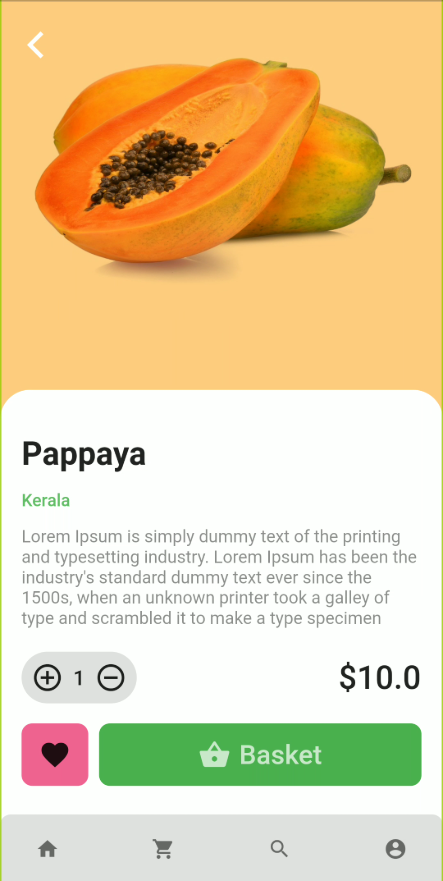 Pappaya
Kerala
Lorem Ipsum is simply dummy text of the printing
and typesetting industry. Lorem Ipsum has been the
industry's standard dummy text ever since the
1500s, when an unknown printer took a galley of
type and scrambled it to make a type specimen
1 $10.0
Basket